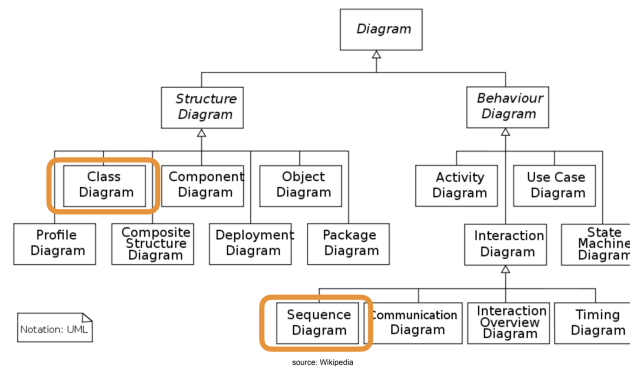 Diagram
Structure
Diagram
Behaviour
Diagram
Class
Diagram
Component
Diagram
Object
Diagram
Activity
Diagram
Use Case
Diagram
Profile
Diagram
Composite
Structure
Diagram
Deployment
Diagram
Package
Diagram
Interaction
Diagram
State
Machine
Diagram
Sequence
Diagram
Communication
Diagram
Interaction
Overview
Diagram
Timing
Diagram
Notation: UML
source: Wikipedia